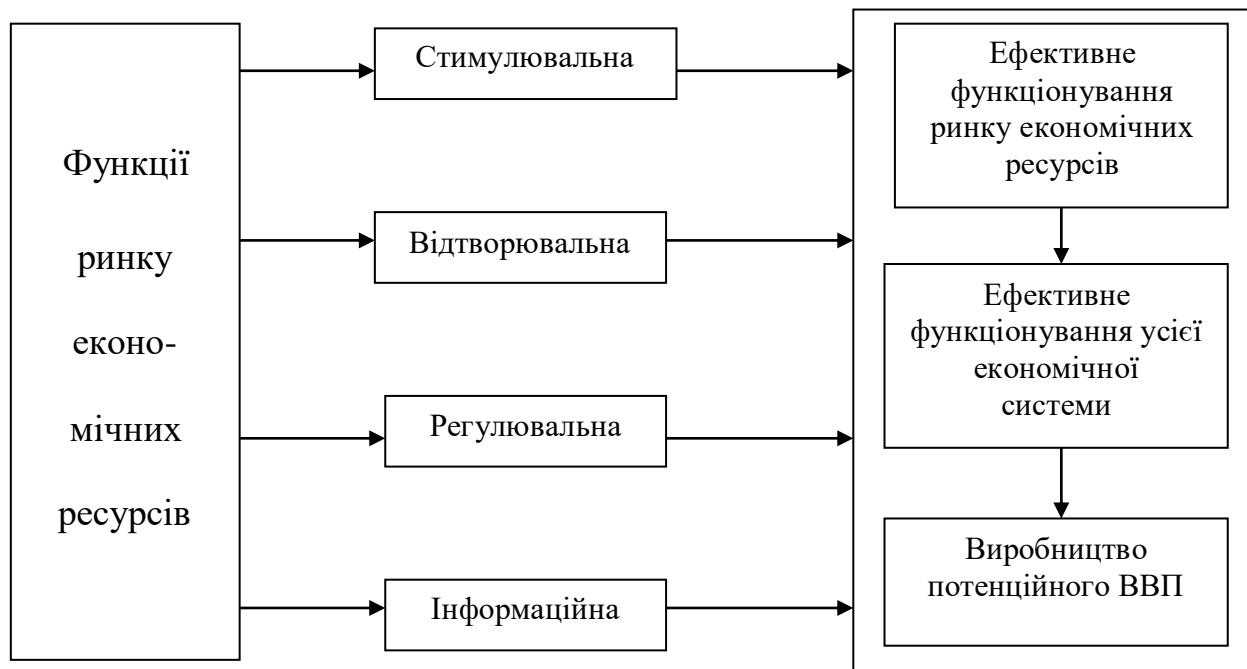 Функції
ринку
еконо-
мічних
ресурсів
Стимулювальна
Відтворювальна
Регулювальна
Інформаційна
Ефективне
функціонування
ринку економічних
ресурсів
Ефективне
функціонування усієї
економічної
системи
Виробництво
потенційного ВВП